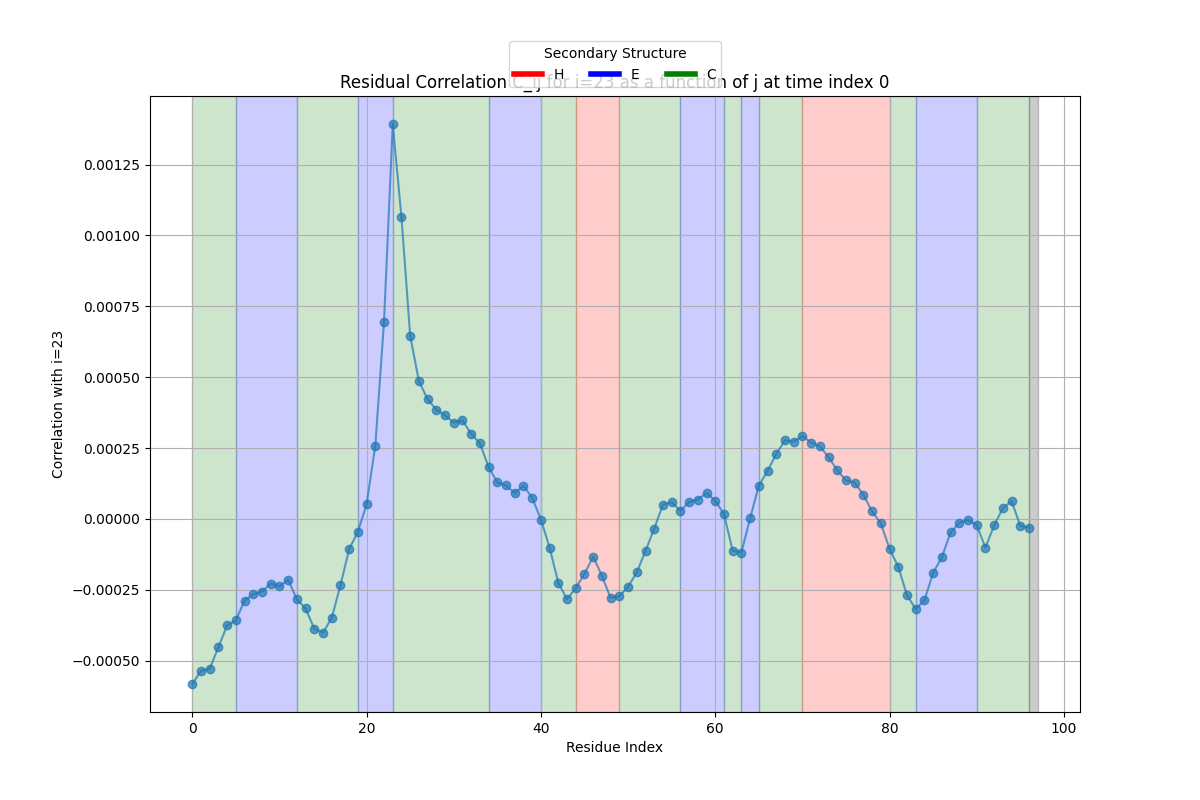 Secondary Structure
H E C
Residual Correlation C_ij for i=23 as a function of j at time index 0
0.00125
0.00100
0.00075
0.00050
0.00025
0.00000
−0.00025
−0.00050
Correlation with i=23
0 20 40 60 80 100
Residue Index